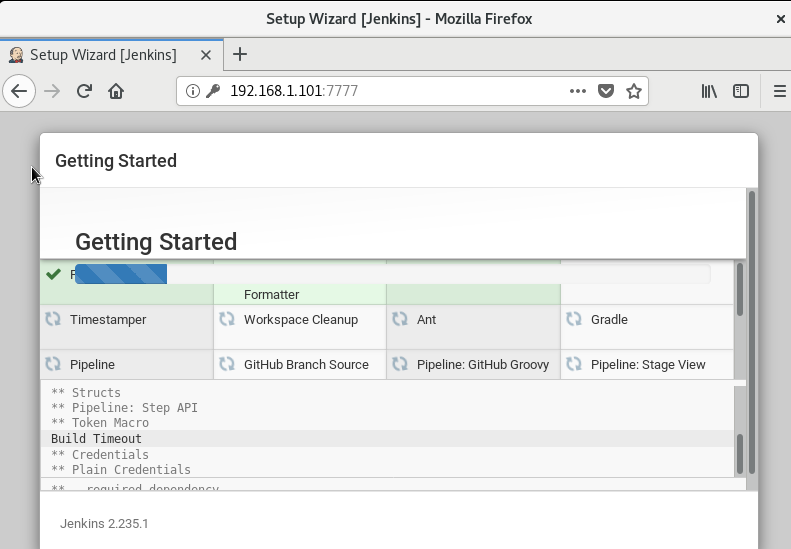 Setup Wizard [Jenkins] - Mozilla Firefox
Setup Wizard [Jenkins]
192.168.1.101:7777
Getting Started
Getting Started
F
Formatter
Timestamper
Workspace Cleanup
Ant
Gradle
Pipeline
GitHub Branch Source
Pipeline: GitHub Groovy
Pipeline: Stage View
** Structs
** Pipeline: Step API
** Token Macro
Build Timeout
** Credentials
** Plain Credentials
** - required dependency
Jenkins 2.235.1